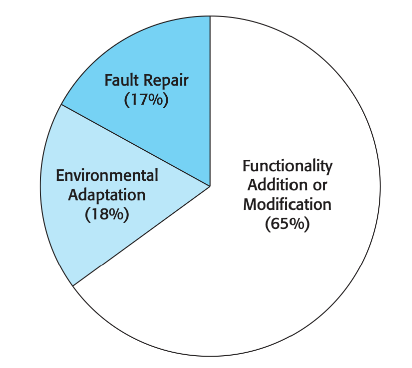 Fault Repair
(17%)
Environmental
Adaptation
(18%)
Functionality
Addition or
Modification
(65%)